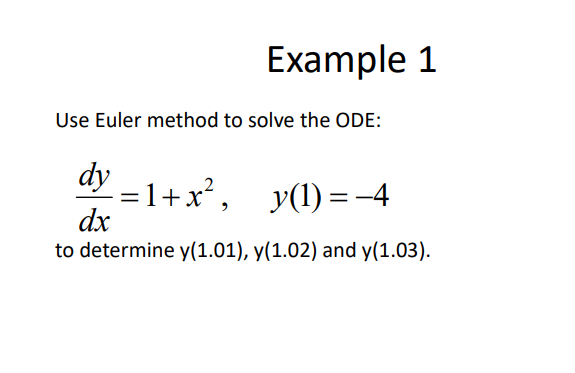 Example 1
Use Euler method to solve the ODE:
dy/dx = 1 + x², y(1) = −4
to determine y(1.01), y(1.02) and y(1.03).